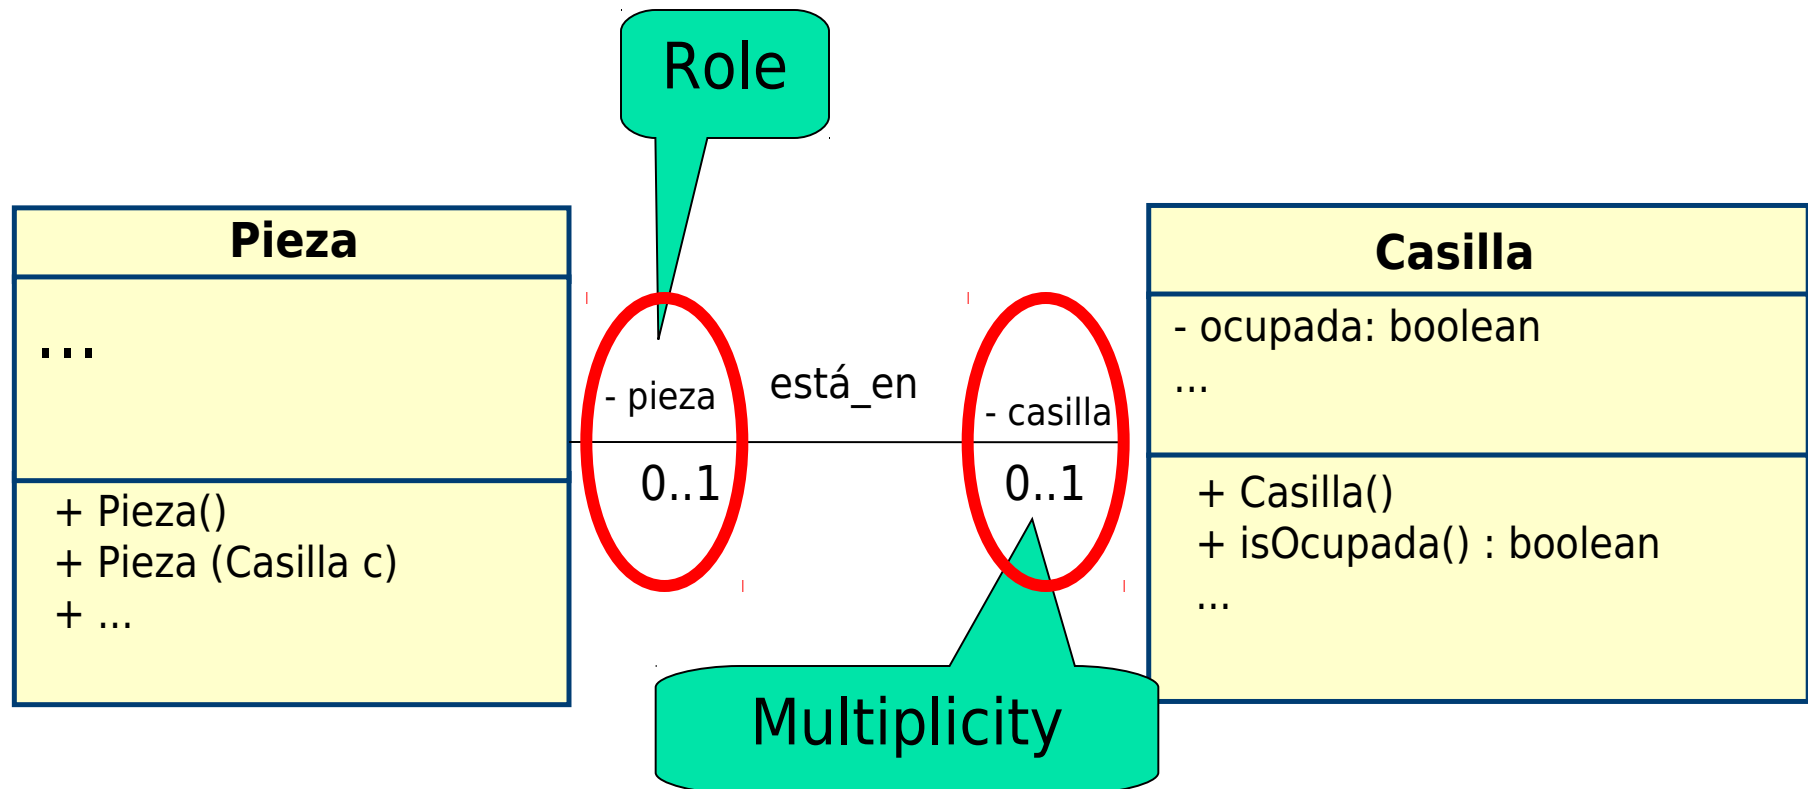 Role
Pieza
...
+ Pieza()
+ Pieza (Casilla c)
+ ...
- pieza
0..1
está_en
- casilla
0..1
Casilla
- ocupada: boolean
...
+ Casilla()
+ isOcupada() : boolean
...
Multiplicity